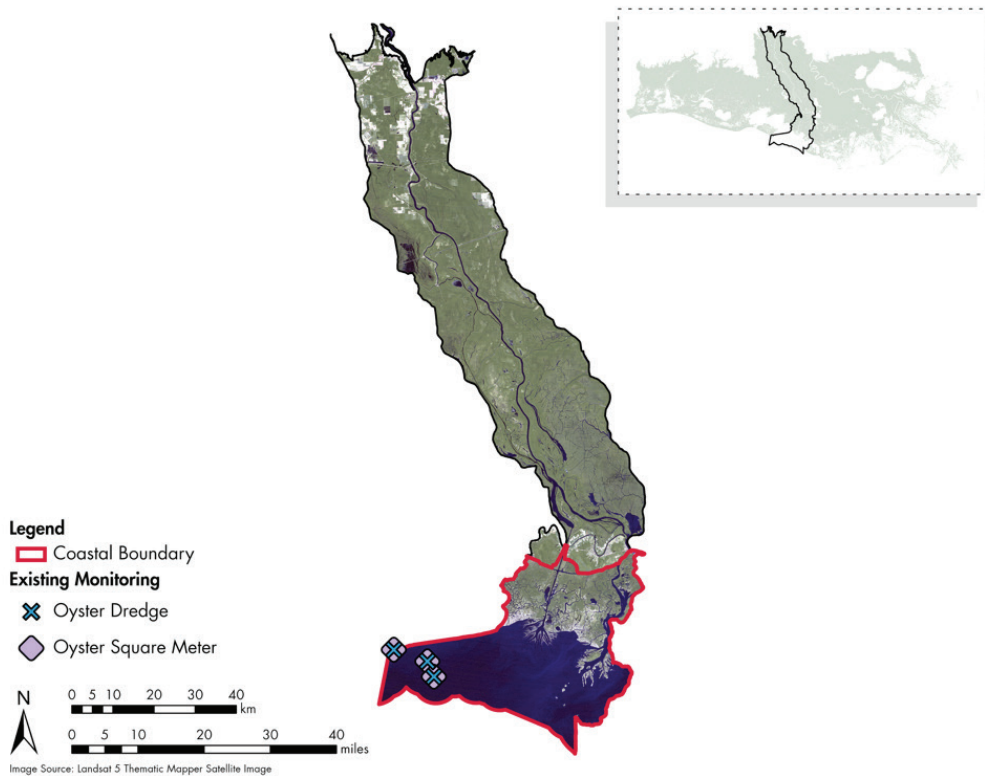 Legend
Coastal Boundary
Existing Monitoring
Oyster Dredge
Oyster Square Meter
N
0 5 10 20 30 40 km
0 5 10 20 30 40 miles
Image Source: Landsat 5 Thematic Mapper Satellite Image